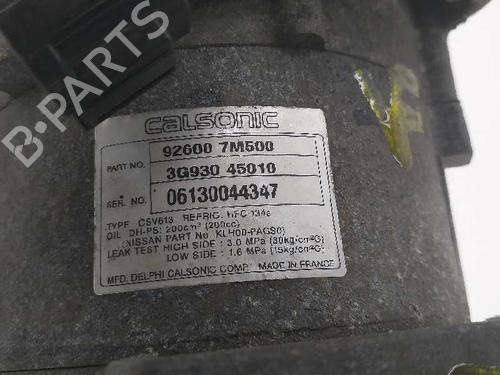 CALSONIC
92600 7M500
PART NO.
3G930 45010
SER NO. 06130044347
TYPE CSV613 REFRIG. HFC 134a
OIL DH-PS: 200cm³ (200cc)
(NISSAN PART No KLH00-PAGS0)
LEAK TEST HIGH SIDE : 3.0 MPa (30kg/cm²G)
LOW SIDE : 1.6 MPa (15kg/cm²G)
MFD. DELPHI CALSONIC COMP. MADE IN FRANCE
B-PARTS